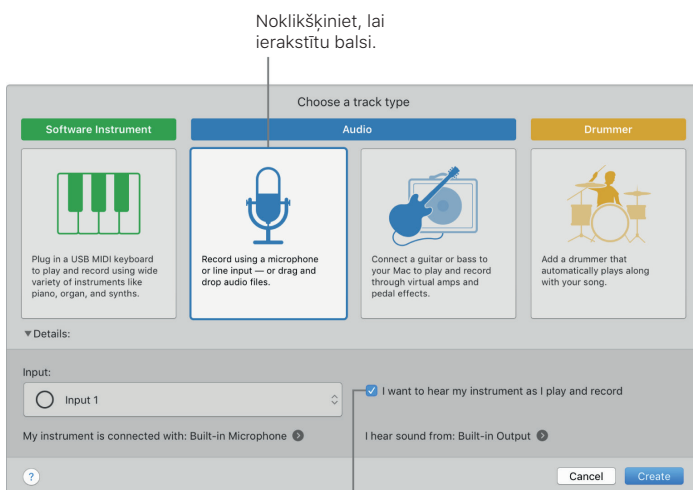 Noklikšķiniet, lai
ierakstītu balsi.
Choose a track type
Software Instrument
Audio
Drummer
Plug in a USB MIDI keyboard
to play and record using wide
variety of instruments like
piano, organ, and synths.
Record using a microphone
or line input — or drag and
drop audio files.
Connect a guitar or bass to
your Mac to play and record
through virtual amps and
pedal effects.
Add a drummer that
automatically plays along
with your song.
▼Details:
Input:
Input 1
I want to hear my instrument as I play and record
My instrument is connected with: Built-in Microphone
I hear sound from: Built-in Output
?
Cancel
Create